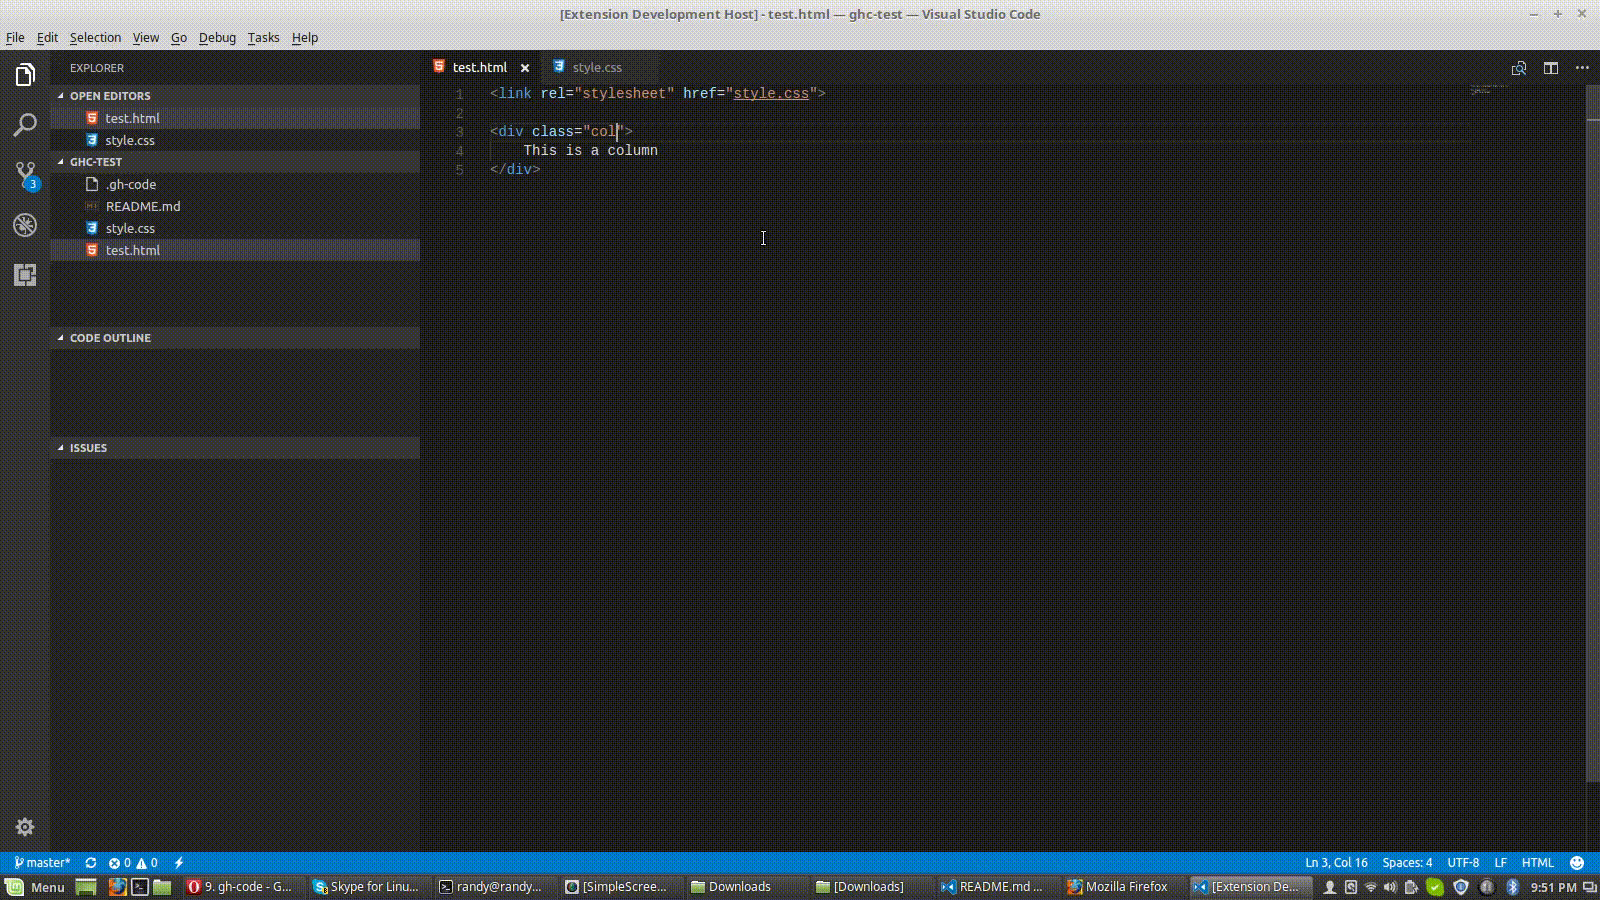 [Extension Development Host] - test.html — ghc-test — Visual Studio Code
File Edit Selection View Go Debug Tasks Help
EXPLORER
OPEN EDITORS
test.html
style.css
GHC-TEST
.gh-code
README.md
style.css
test.html
CODE OUTLINE
ISSUES
3
test.html style.css
1 <link rel="stylesheet" href="style.css">
2
3 <div class="col">
4 This is a column
5 </div>
master* 0 0 Ln 3, Col 16 Spaces: 4 UTF-8 LF HTML
Menu 9. gh-code - G... Skype for Linu... randy@randy... [SimpleScree... Downloads [Downloads] README.md ... Mozilla Firefox [Extension De... 9:51 PM